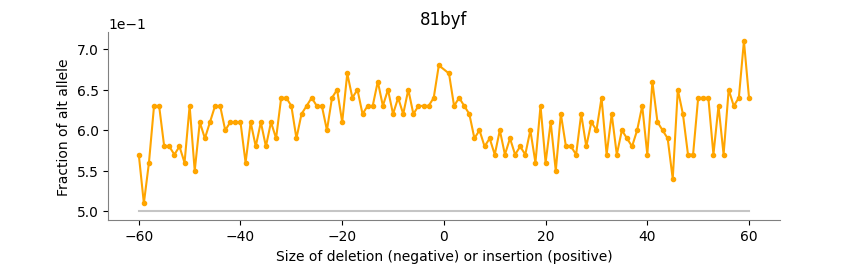 81byf
1e−1
7.0
6.5
6.0
5.5
5.0
Fraction of alt allele
−60 −40 −20 0 20 40 60
Size of deletion (negative) or insertion (positive)